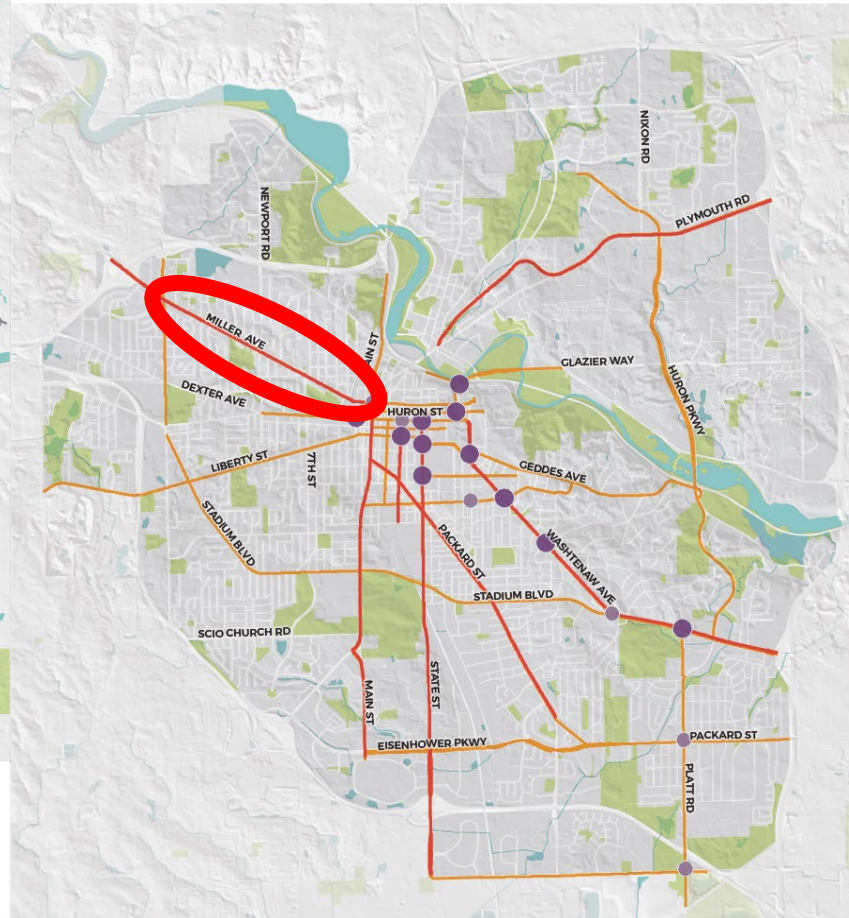 NIXON RD
NEWPORT RD
PLYMOUTH RD
MILLER AVE
AIN ST
GLAZIER WAY
HURON PKWY
DEXTER AVE
HURON ST
LIBERTY ST
7TH ST
GEDDES AVE
STADIUM BLVD
PACKARD ST
WASHTENAW AVE
STADIUM BLVD
SCIO CHURCH RD
MAIN ST
STATE ST
EISENHOWER PKWY
PACKARD ST
PLATT RD